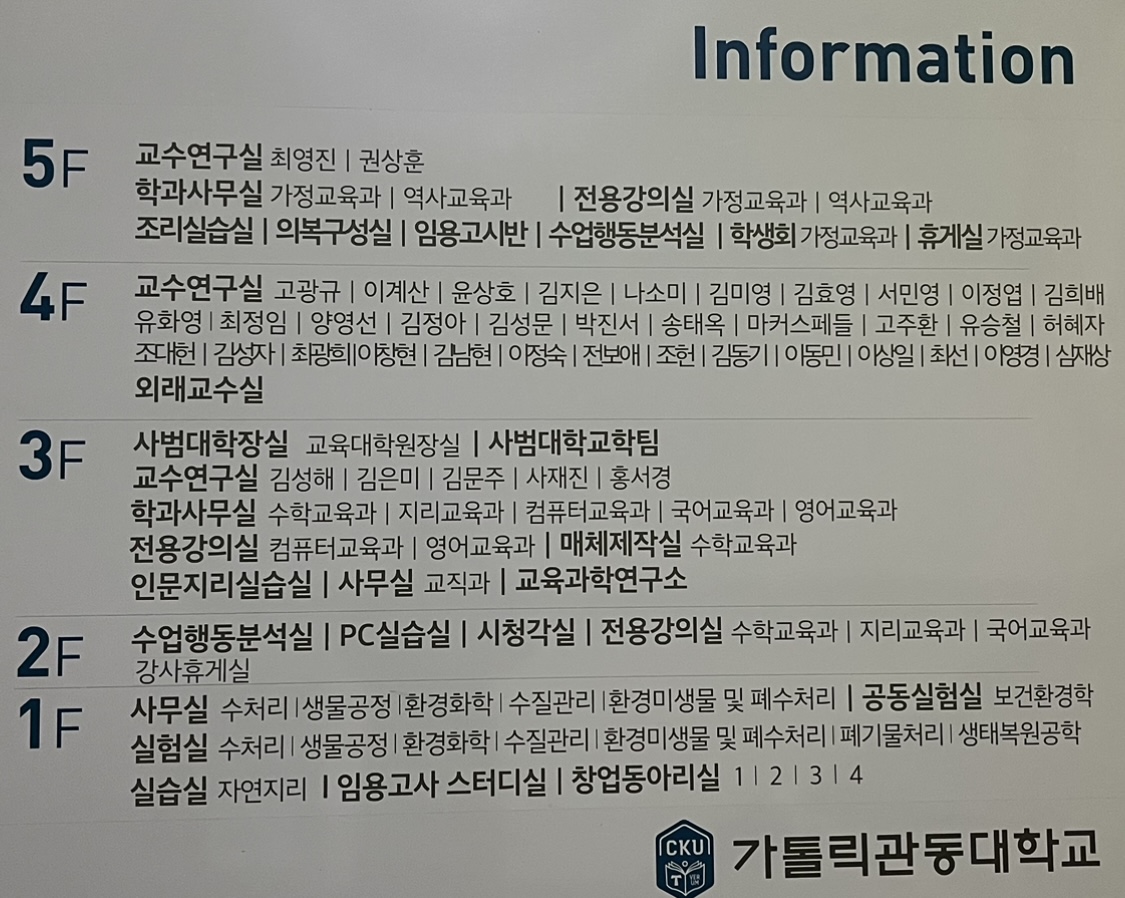 Information
5F 교수연구실 최영진 | 권상훈
학과사무실 가정교육과 | 역사교육과 | 전용강의실 가정교육과 | 역사교육과
조리실습실 | 의복구성실 | 임용고시반 | 수업행동분석실 | 학생회 가정교육과 | 휴게실 가정교육과
4F 교수연구실 고광규 | 이계산 | 윤상호 | 김지은 | 나소미 | 김미영 | 김효영 | 서민영 | 이정엽 | 김희배
유화영 | 최정임 | 양영선 | 김정아 | 김성문 | 박진서 | 송태옥 | 마커스페들 | 고주환 | 유승철 | 허혜자
조대헌 | 김성자 | 최광희 | 이창현 | 김남현 | 이정숙 | 전보애 | 조헌 | 김동기 | 이동민 | 이상일 | 최선 | 이영경 | 심재상
외래교수실
3F 사범대학장실 교육대학원장실 | 사범대학교학팀
교수연구실 김성해 | 김은미 | 김문주 | 사재진 | 홍서경
학과사무실 수학교육과 | 지리교육과 | 컴퓨터교육과 | 국어교육과 | 영어교육과
전용강의실 컴퓨터교육과 | 영어교육과 | 매체제작실 수학교육과
인문지리실습실 | 사무실 교직과 | 교육과학연구소
2F 수업행동분석실 | PC실습실 | 시청각실 | 전용강의실 수학교육과 | 지리교육과 | 국어교육과
강사휴게실
1F 사무실 수처리 | 생물공정 | 환경화학 | 수질관리 | 환경미생물 및 폐수처리 | 공동실험실 보건환경학
실험실 수처리 | 생물공정 | 환경화학 | 수질관리 | 환경미생물 및 폐수처리 | 폐기물처리 | 생태복원공학
실습실 자연지리 | 임용고사 스터디실 | 창업동아리실 1 | 2 | 3 | 4
CKU VERUM 가톨릭관동대학교